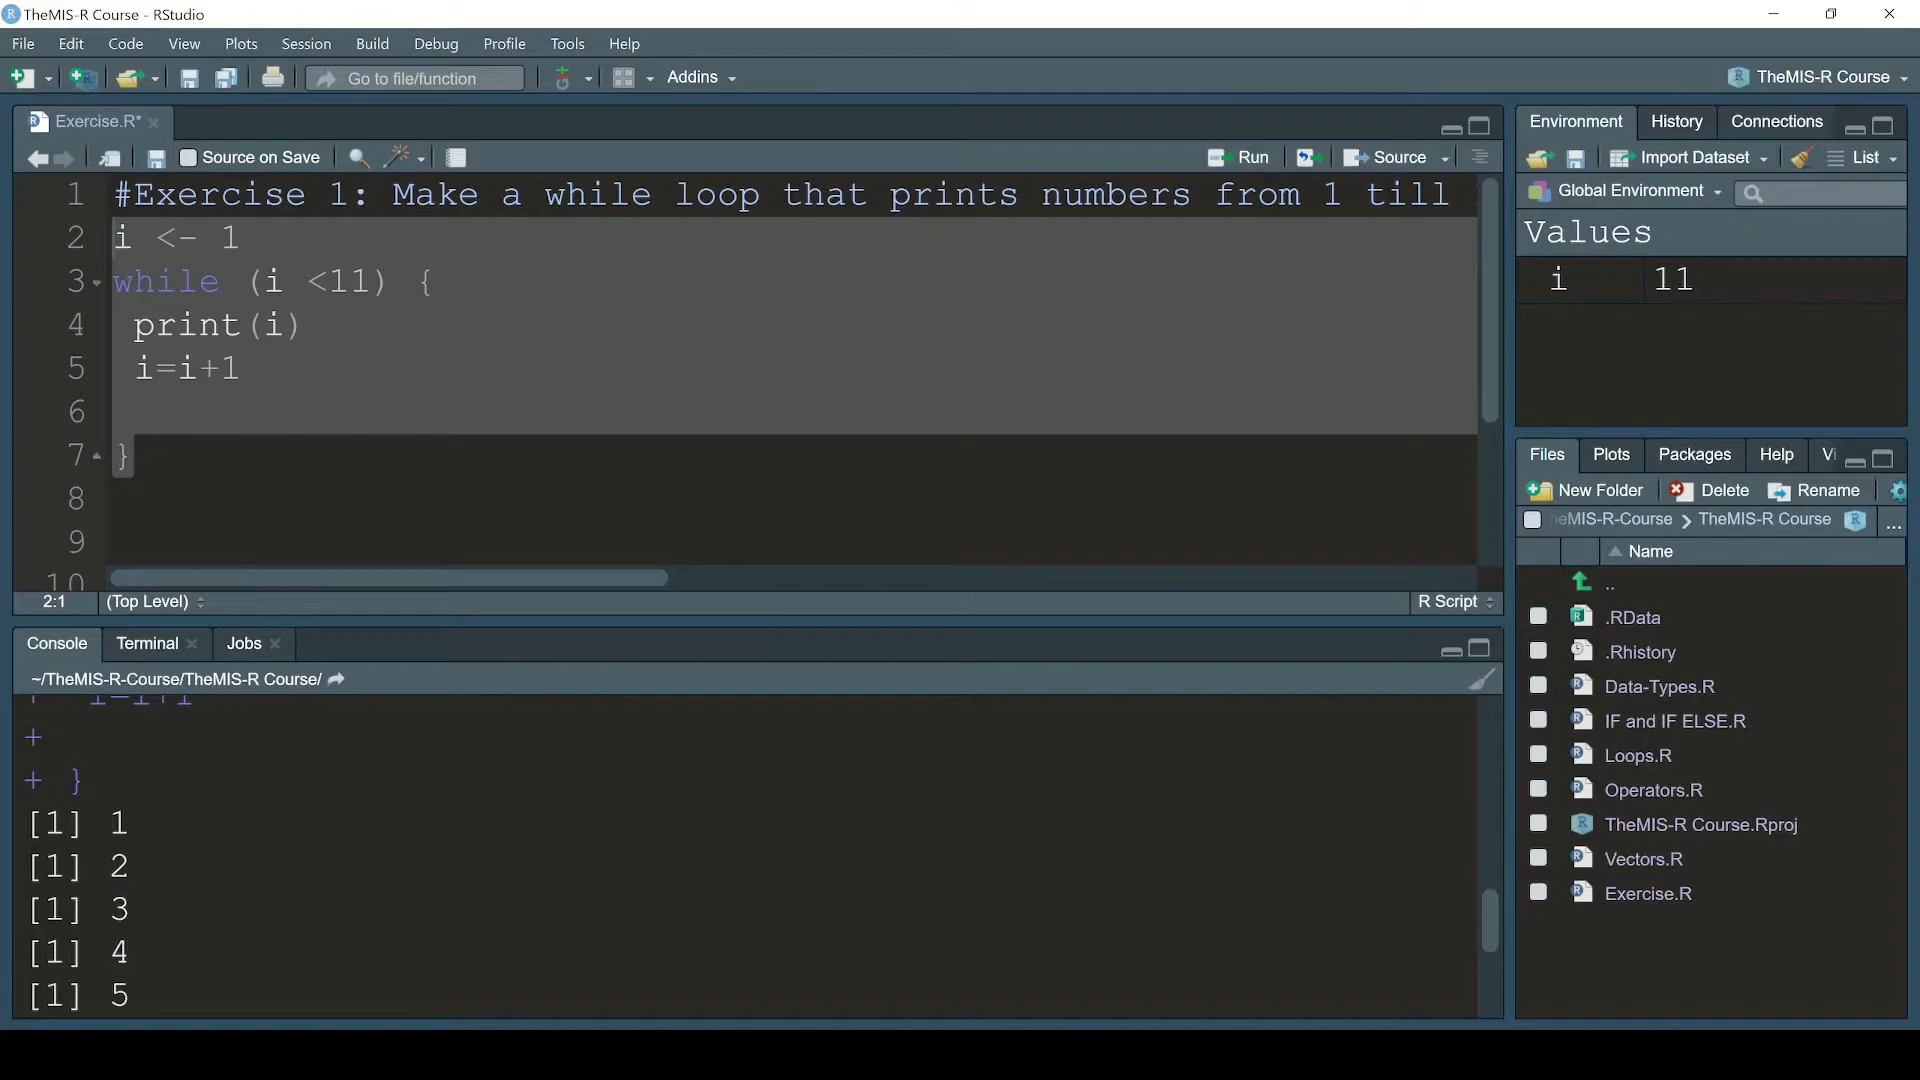 TheMIS-R Course - RStudio
File Edit Code View Plots Session Build Debug Profile Tools Help
Go to file/function Addins TheMIS-R Course
Exercise.R*
Source on Save Run Source
1 #Exercise 1: Make a while loop that prints numbers from 1 till
2 i <- 1
3 while (i <11) {
4 print(i)
5 i=i+1
6
7 }
8
9
10
2:1 (Top Level) R Script
Console Terminal Jobs
~/TheMIS-R-Course/TheMIS-R Course/
+ i=i+1
+
+ }
[1] 1
[1] 2
[1] 3
[1] 4
[1] 5
Environment History Connections
Import Dataset List
Global Environment
Values
i 11
Files Plots Packages Help Vi
New Folder Delete Rename
eMIS-R-Course TheMIS-R Course R ...
Name
..
.RData
.Rhistory
Data-Types.R
IF and IF ELSE.R
Loops.R
Operators.R
TheMIS-R Course.Rproj
Vectors.R
Exercise.R